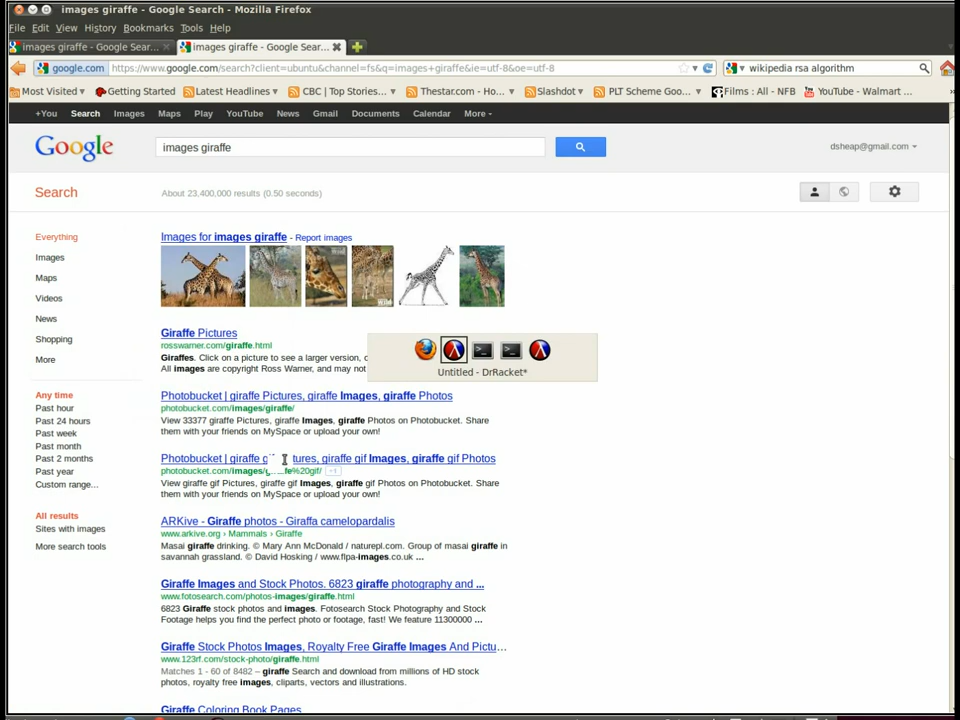 images giraffe - Google Search - Mozilla Firefox
File Edit View History Bookmarks Tools Help
images giraffe - Google Sear...
images giraffe - Google Sear...
google.com
https://www.google.com/search?client=ubuntu&channel=fs&q=images+giraffe&ie=utf-8&oe=utf-8
wikipedia rsa algorithm
Most Visited
Getting Started
Latest Headlines
CBC | Top Stories...
Thestar.com - Ho...
Slashdot
PLT Scheme Goo...
Films : All - NFB
YouTube - Walmart ...
+You Search Images Maps Play YouTube News Gmail Documents Calendar More
Google
images giraffe
dsheap@gmail.com
Search
About 23,400,000 results (0.50 seconds)
Everything
Images
Maps
Videos
News
Shopping
More
Any time
Past hour
Past 24 hours
Past week
Past month
Past 2 months
Past year
Custom range...
All results
Sites with images
More search tools
Images for images giraffe - Report images
Giraffe Pictures
rosswarner.com/giraffe.html
Giraffes. Click on a picture to see a larger version,
All images are copyright Ross Warner, and may not
Untitled - DrRacket*
Photobucket | giraffe Pictures, giraffe Images, giraffe Photos
photobucket.com/images/giraffe/
View 33377 giraffe Pictures, giraffe Images, giraffe Photos on Photobucket. Share
them with your friends on MySpace or upload your own!
Photobucket | giraffe tures, giraffe gif Images, giraffe gif Photos
photobucket.com/images/ fe%20gif/ +1
View giraffe gif Pictures, giraffe gif Images, giraffe gif Photos on Photobucket. Share
them with your friends on MySpace or upload your own!
ARKive - Giraffe photos - Giraffa camelopardalis
www.arkive.org › Mammals › Giraffe
Masai giraffe drinking. © Mary Ann McDonald / naturepl.com. Group of masai giraffe in
savannah grassland. © David Hosking / www.flpa-images.co.uk ...
Giraffe Images and Stock Photos. 6823 giraffe photography and ...
www.fotosearch.com/photos-images/giraffe.html
6823 Giraffe stock photos and images. Fotosearch Stock Photography and Stock
Footage helps you find the perfect photo or footage, fast! We feature 11300000 ...
Giraffe Stock Photos Images, Royalty Free Giraffe Images And Pictu...
www.123rf.com/stock-photo/giraffe.html
Matches 1 - 60 of 8482 – giraffe Search and download from millions of HD stock
photos, royalty free images, cliparts, vectors and illustrations.
Giraffe Coloring Book Pages